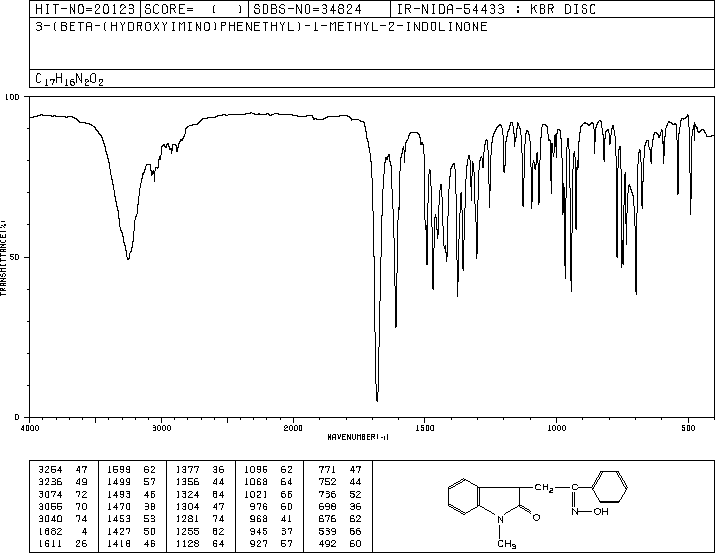 HIT-NO=20123 SCORE= ( ) SDBS-NO=34824 IR-NIDA-54433 : KBR DISC
3-(BETA-(HYDROXYIMINO)PHENETHYL)-1-METHYL-2-INDOLINONE
C17H16N2O2
100
50
0
TRANSMITTANCE(%)
4000 3000 2000 1500 1000 500
WAVENUMBER(-1)
3264 47 1599 62 1377 36 1096 62 771 47
3236 49 1499 57 1356 44 1068 64 752 44
3074 72 1493 46 1324 64 1021 66 736 52
3055 70 1470 38 1304 47 976 60 698 36
3040 74 1453 53 1281 74 968 41 676 62
1682 4 1427 50 1255 62 945 37 539 66
1611 26 1418 46 1128 64 927 57 492 60
CH2 C
N OH
O
N
CH3